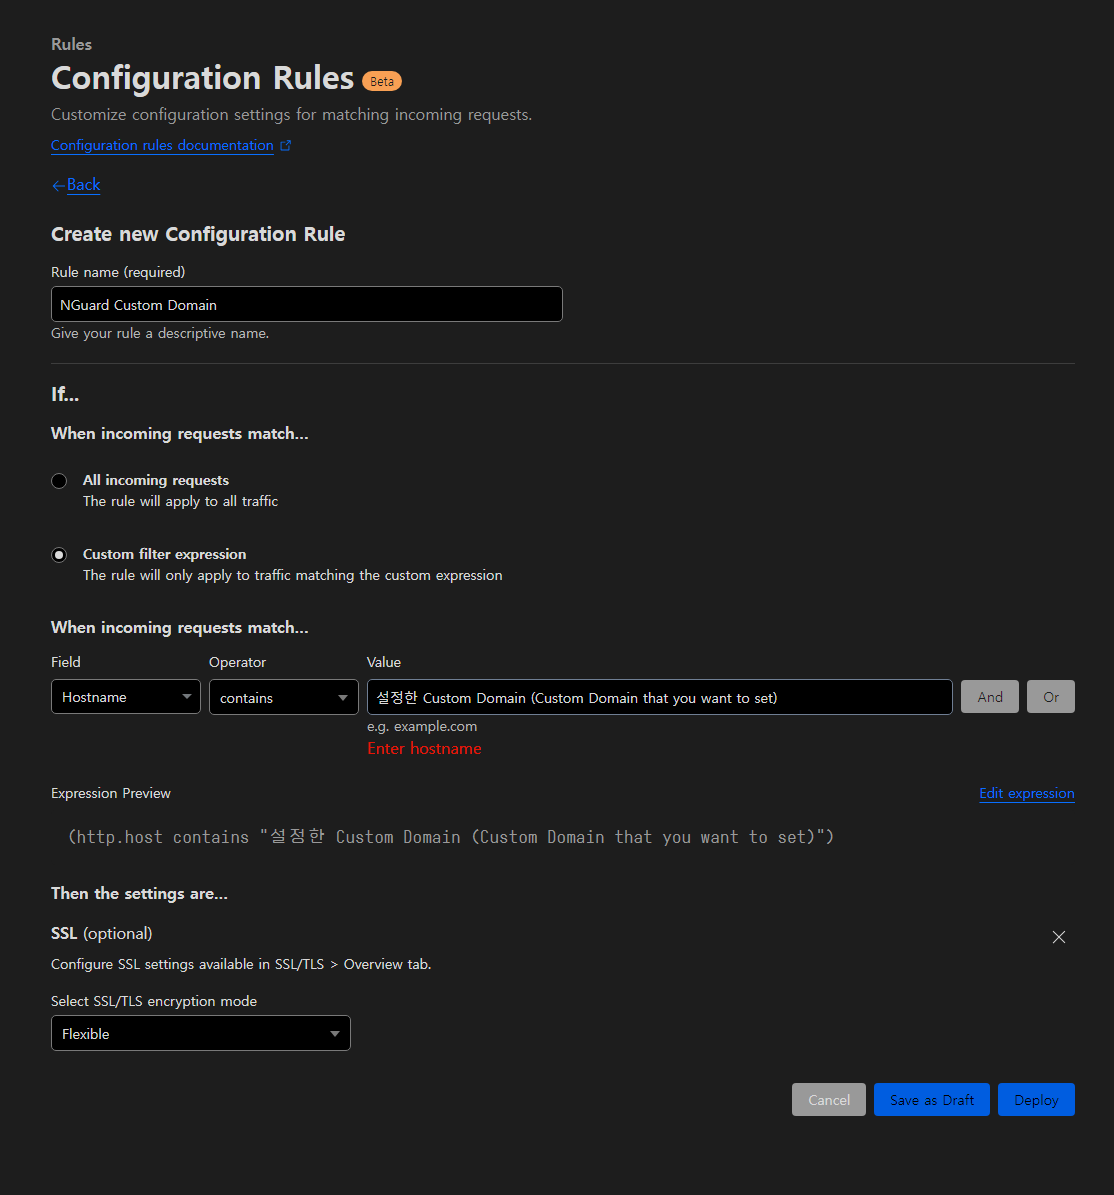 Rules
Configuration Rules Beta
Customize configuration settings for matching incoming requests.
Configuration rules documentation
←Back
Create new Configuration Rule
Rule name (required)
NGuard Custom Domain
Give your rule a descriptive name.
If...
When incoming requests match...
All incoming requests
The rule will apply to all traffic
Custom filter expression
The rule will only apply to traffic matching the custom expression
When incoming requests match...
Field Operator Value
Hostname contains 설정한 Custom Domain (Custom Domain that you want to set) And Or
e.g. example.com
Enter hostname
Expression Preview Edit expression
(http.host contains "설정한 Custom Domain (Custom Domain that you want to set)")
Then the settings are...
SSL (optional)
Configure SSL settings available in SSL/TLS > Overview tab.
Select SSL/TLS encryption mode
Flexible
Cancel Save as Draft Deploy